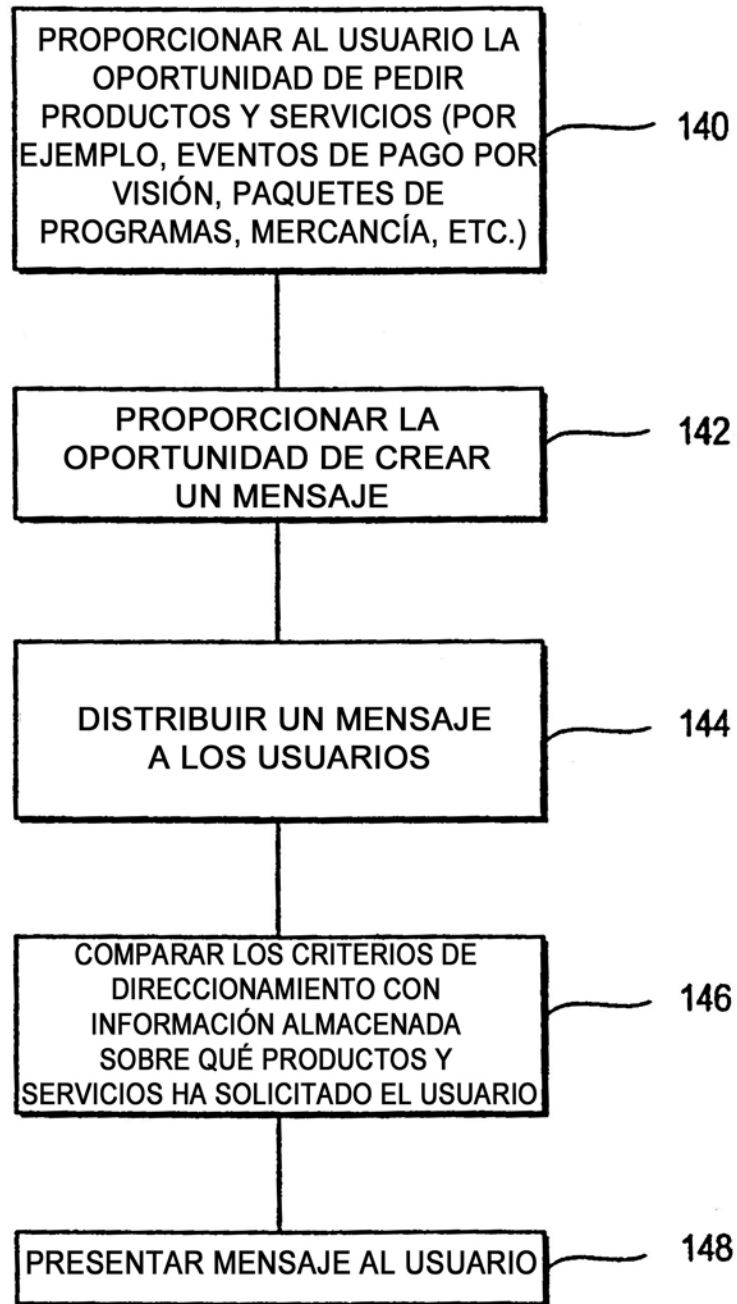 PROPORCIONAR AL USUARIO LA
OPORTUNIDAD DE PEDIR
PRODUCTOS Y SERVICIOS (POR
EJEMPLO, EVENTOS DE PAGO POR
VISIÓN, PAQUETES DE
PROGRAMAS, MERCANCÍA, ETC.)
140
PROPORCIONAR LA
OPORTUNIDAD DE CREAR
UN MENSAJE
142
DISTRIBUIR UN MENSAJE
A LOS USUARIOS
144
COMPARAR LOS CRITERIOS DE
DIRECCIONAMIENTO CON
INFORMACIÓN ALMACENADA
SOBRE QUÉ PRODUCTOS Y
SERVICIOS HA SOLICITADO EL USUARIO
146
PRESENTAR MENSAJE AL USUARIO
148